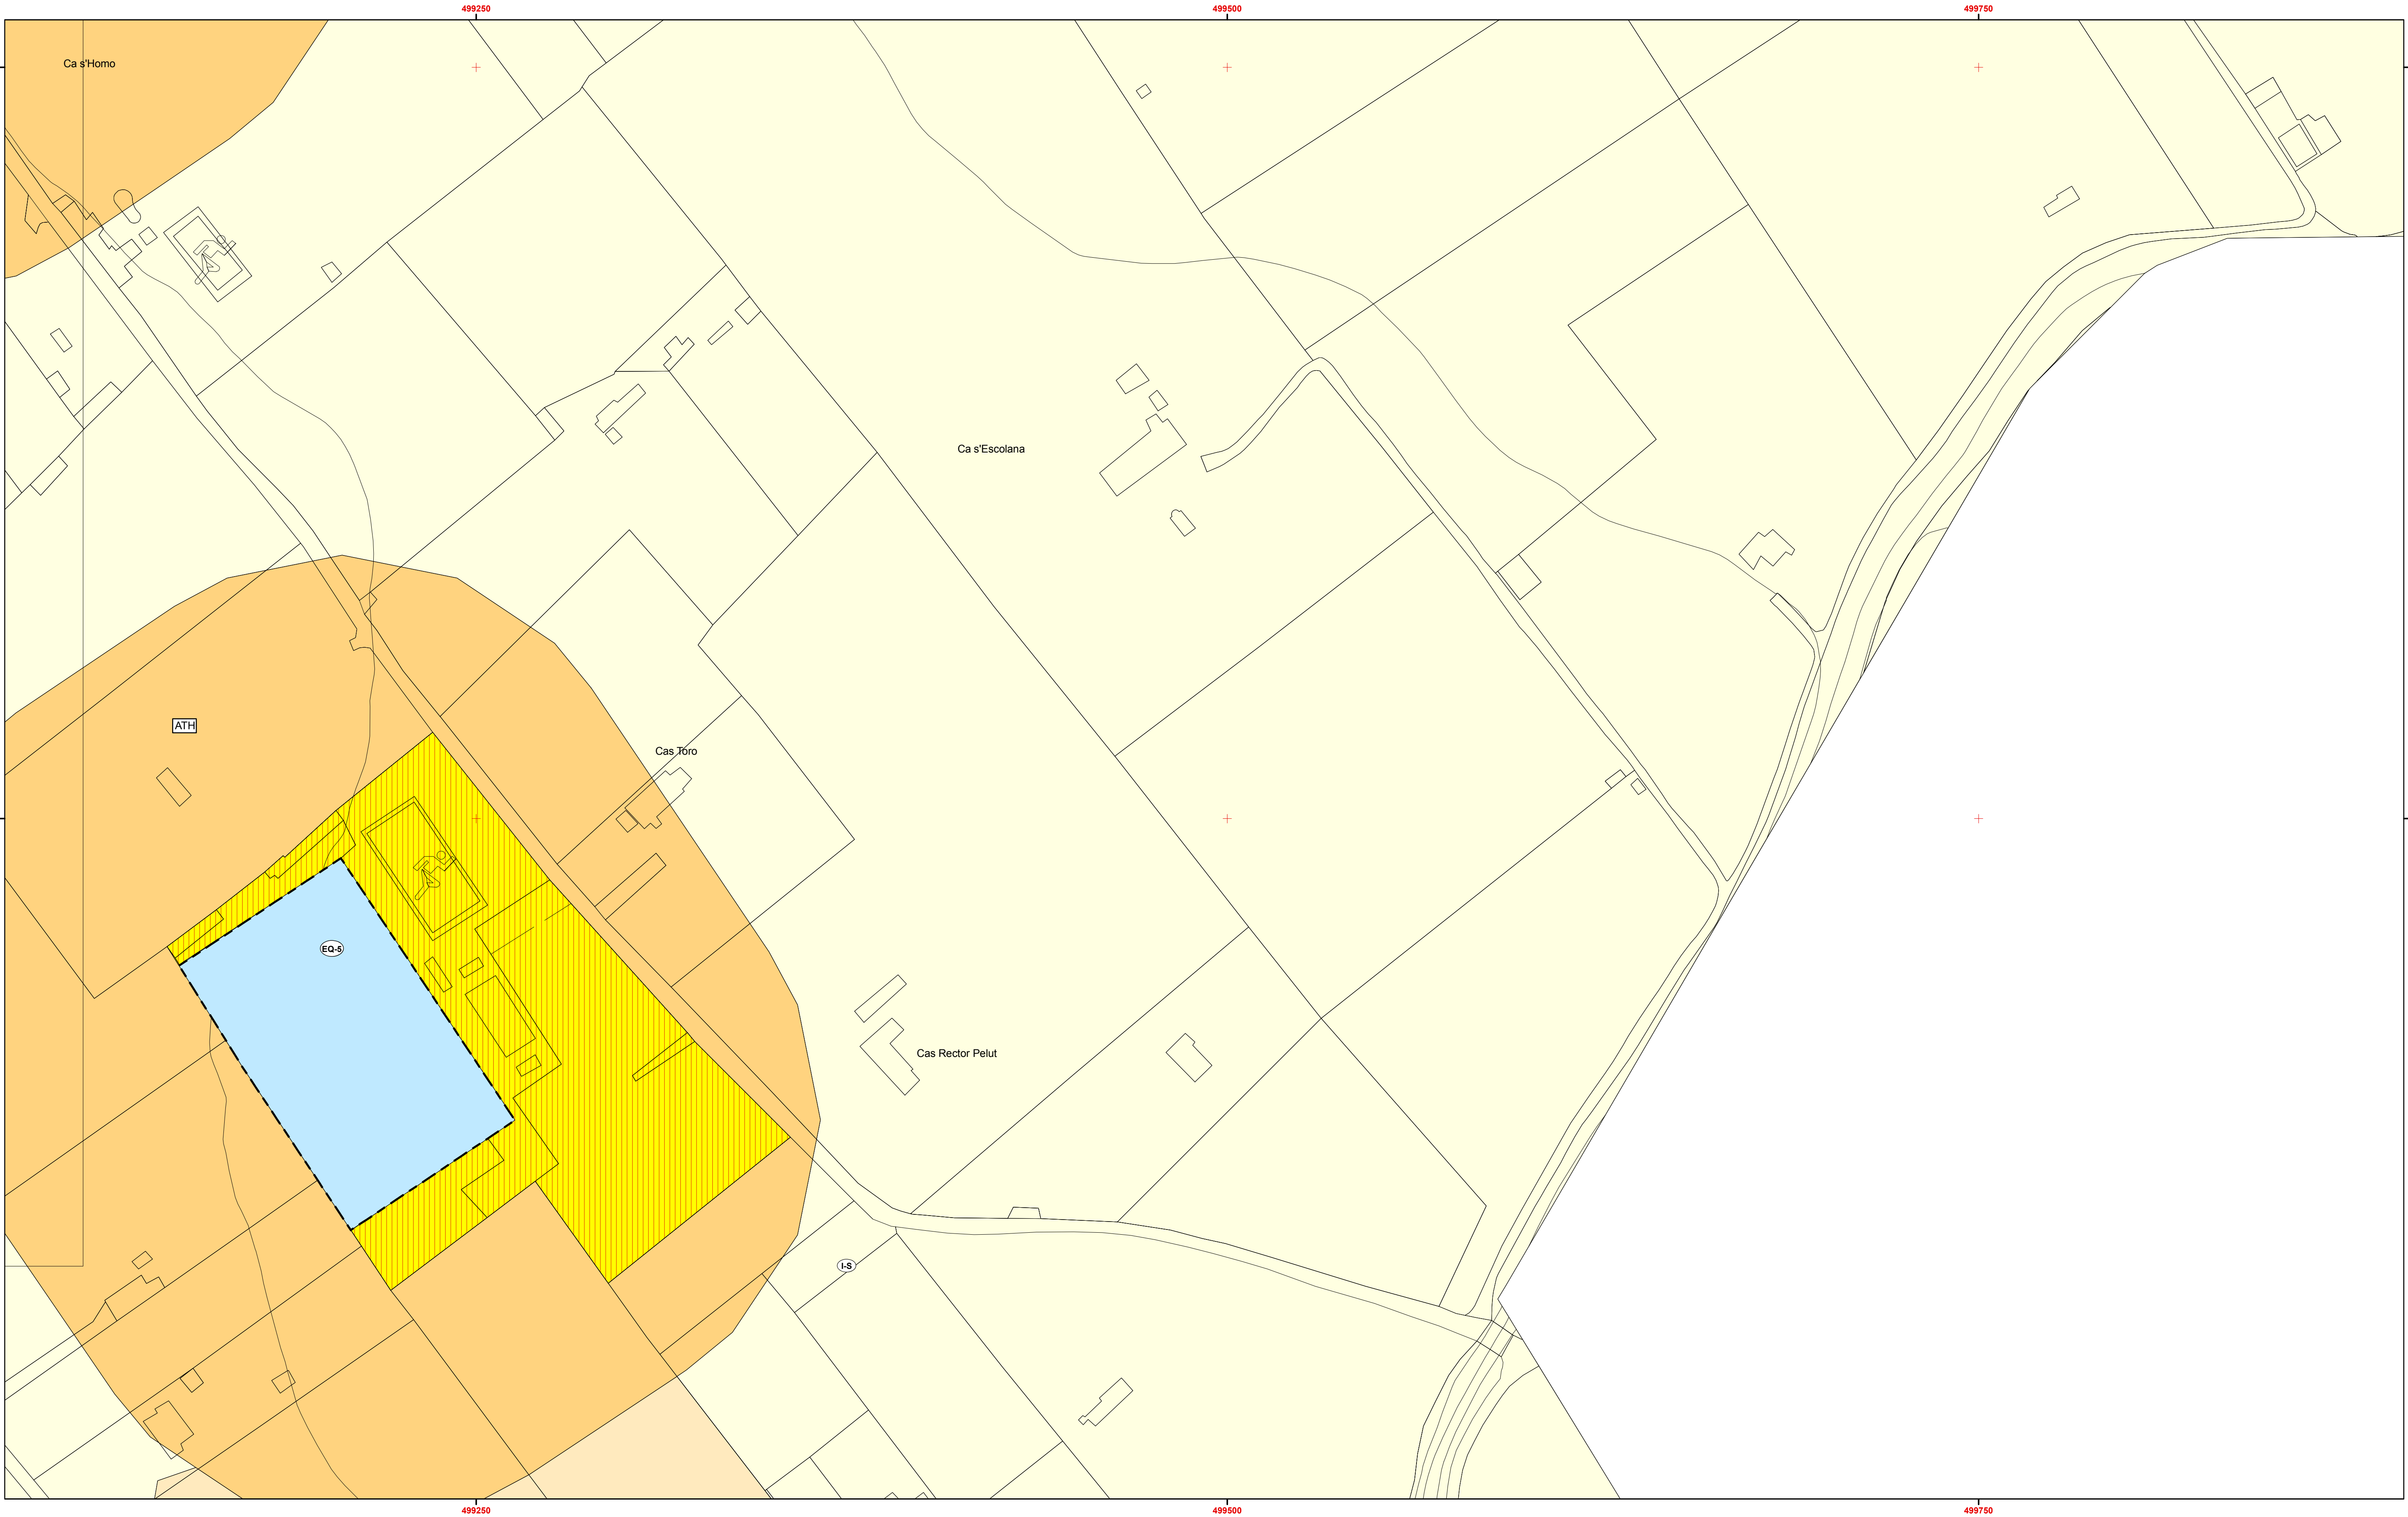 499250
499500
499750
Ca s'Homo
Ca s'Escolana
ATH
Cas Toro
EQ-5
Cas Rector Pelut
I-S
499250
499500
499750